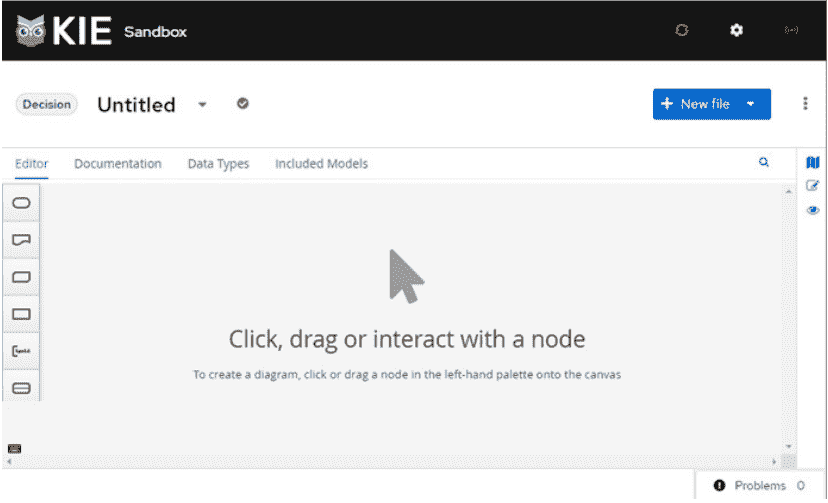 KIE Sandbox
Decision Untitled New file
Editor Documentation Data Types Included Models
Click, drag or interact with a node
To create a diagram, click or drag a node in the left-hand palette onto the canvas
Problems 0